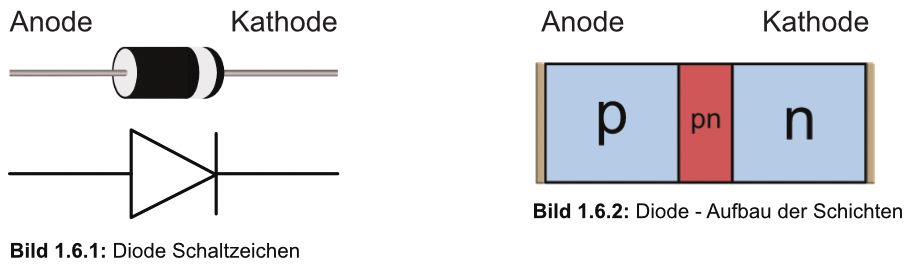 Anode Kathode
Bild 1.6.1: Diode Schaltzeichen
Anode Kathode
p pn n
Bild 1.6.2: Diode - Aufbau der Schichten